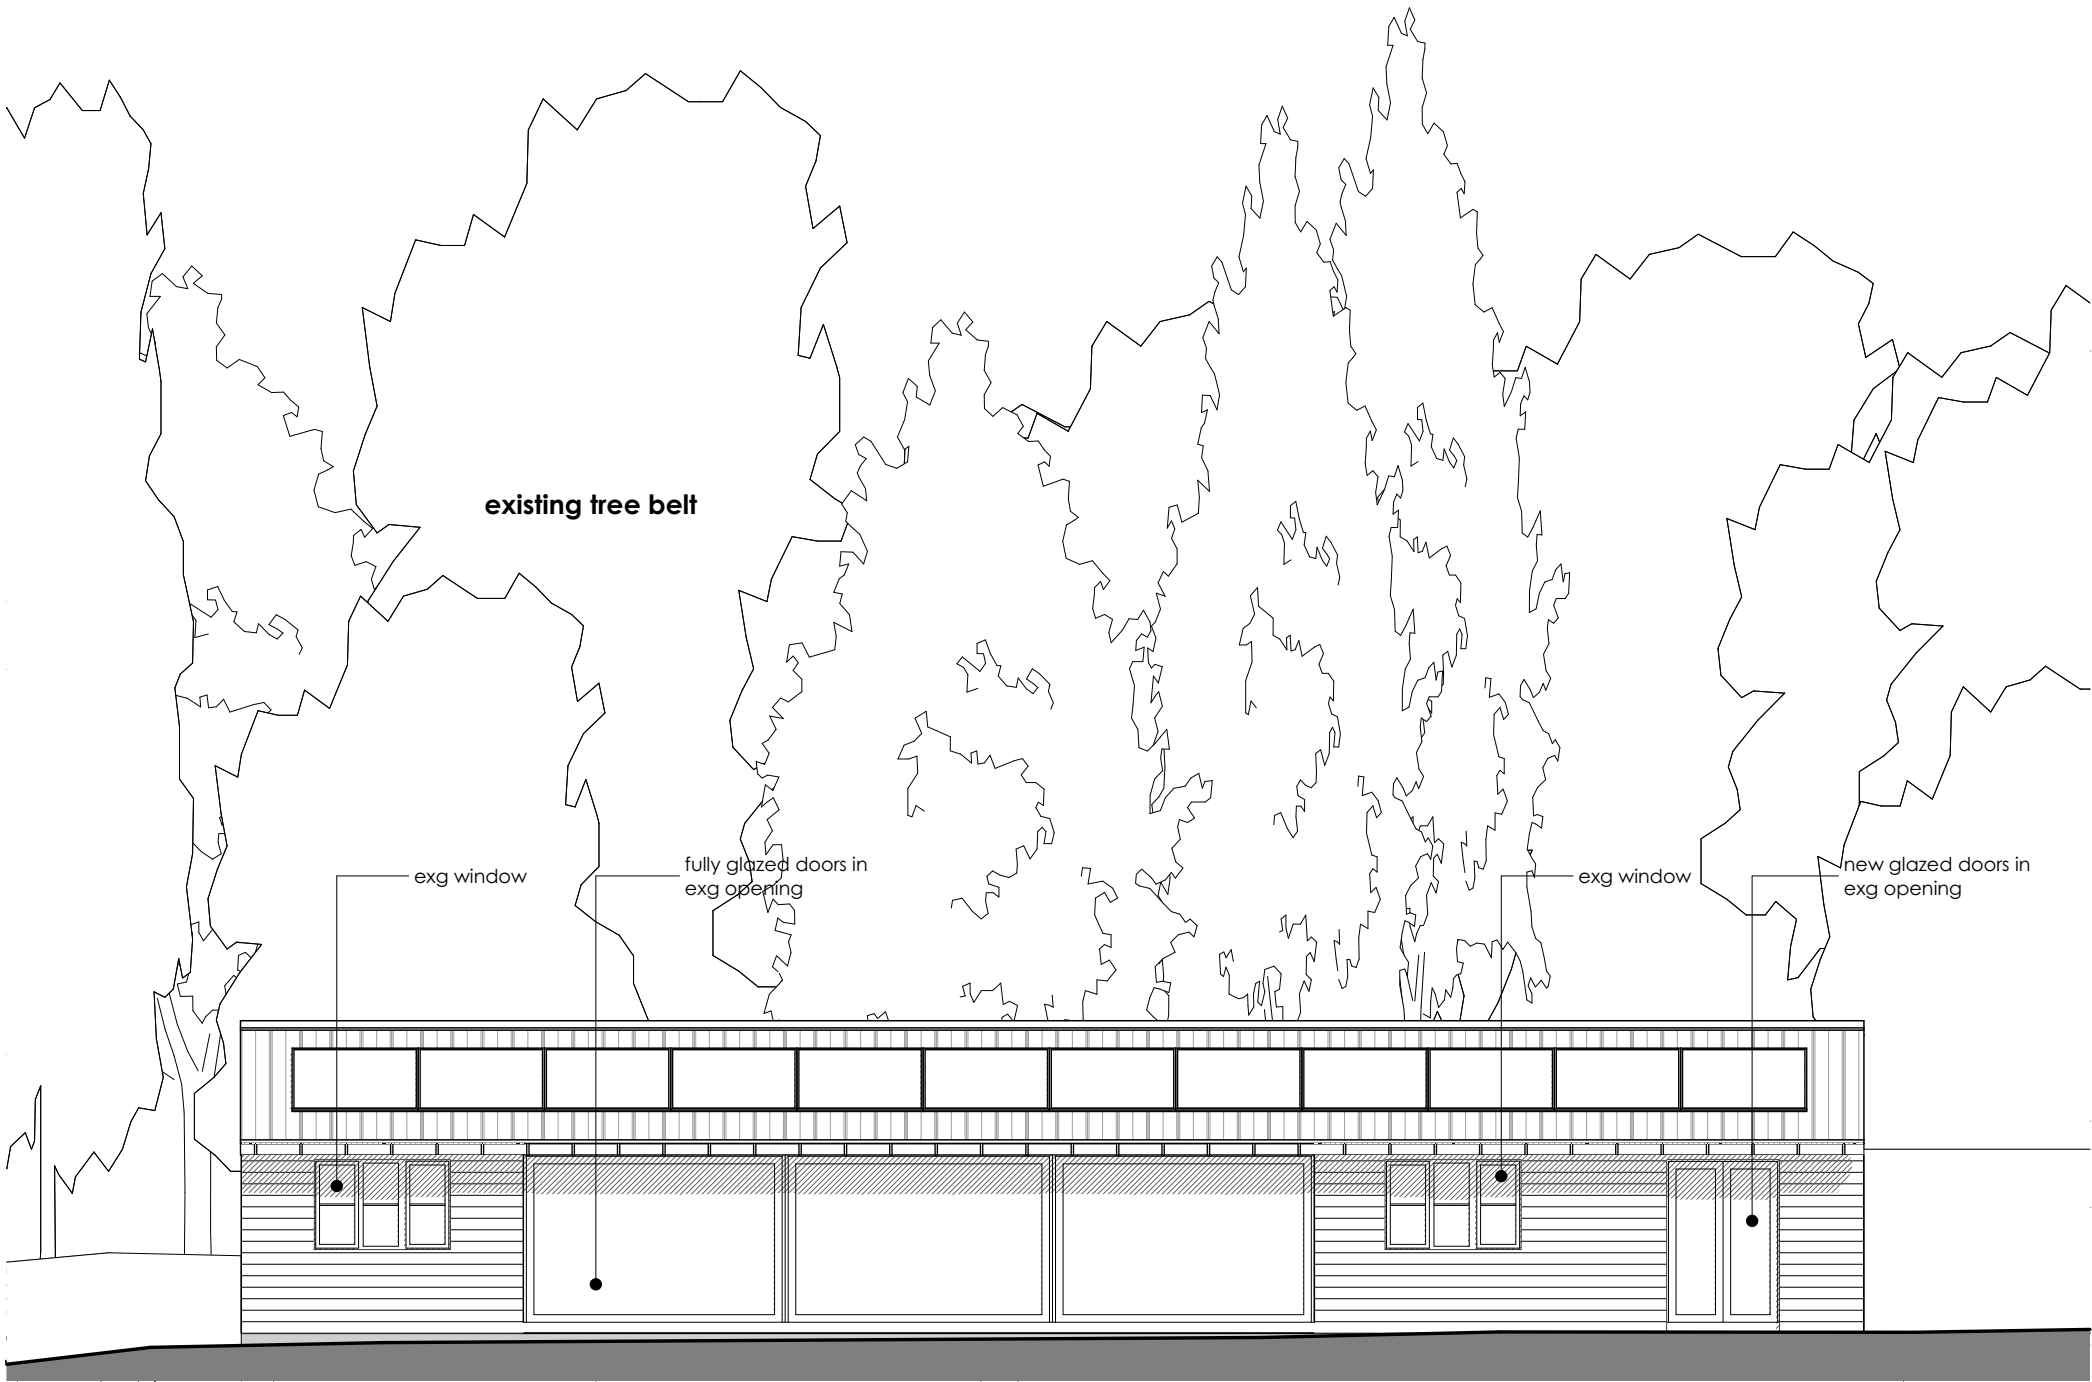 existing tree belt
exg window
fully glazed doors in
exg opening
exg window
new glazed doors in
exg opening